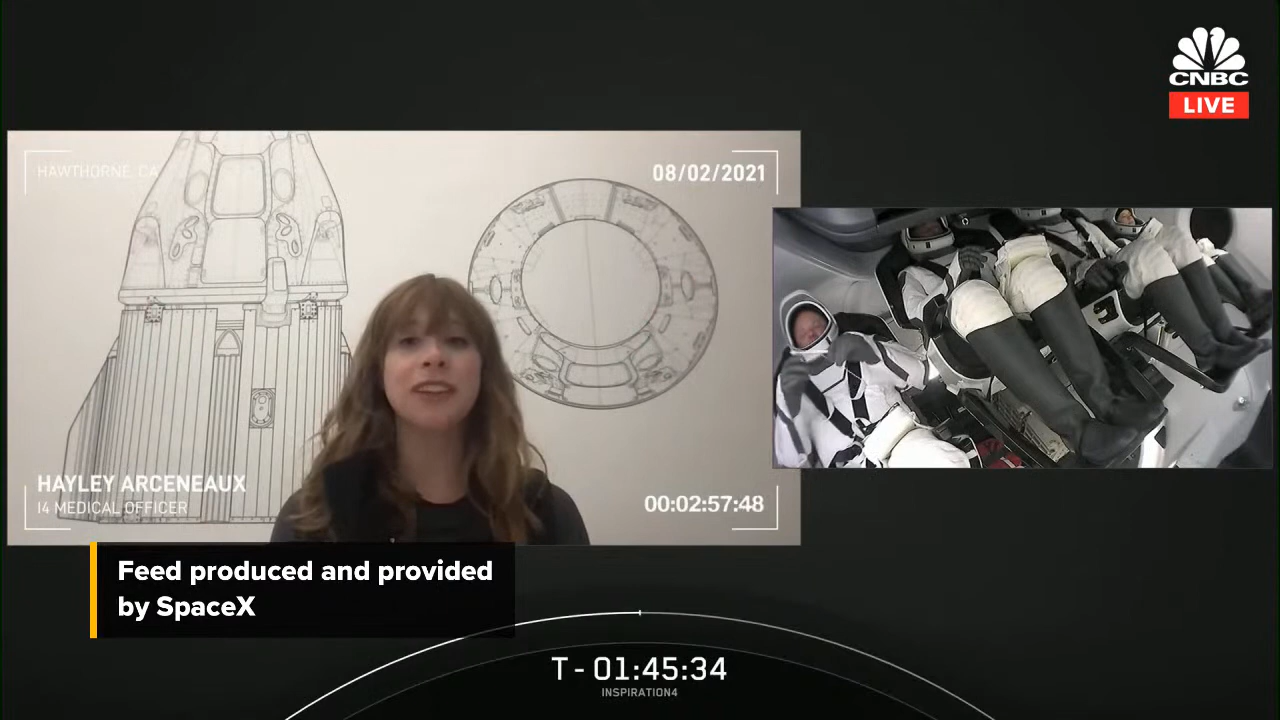 CNBC
LIVE
HAWTHORNE, CA
08/02/2021
HAYLEY ARCENEAUX
I4 MEDICAL OFFICER
00:02:57:48
Feed produced and provided
by SpaceX
T- 01:45:34
INSPIRATION4